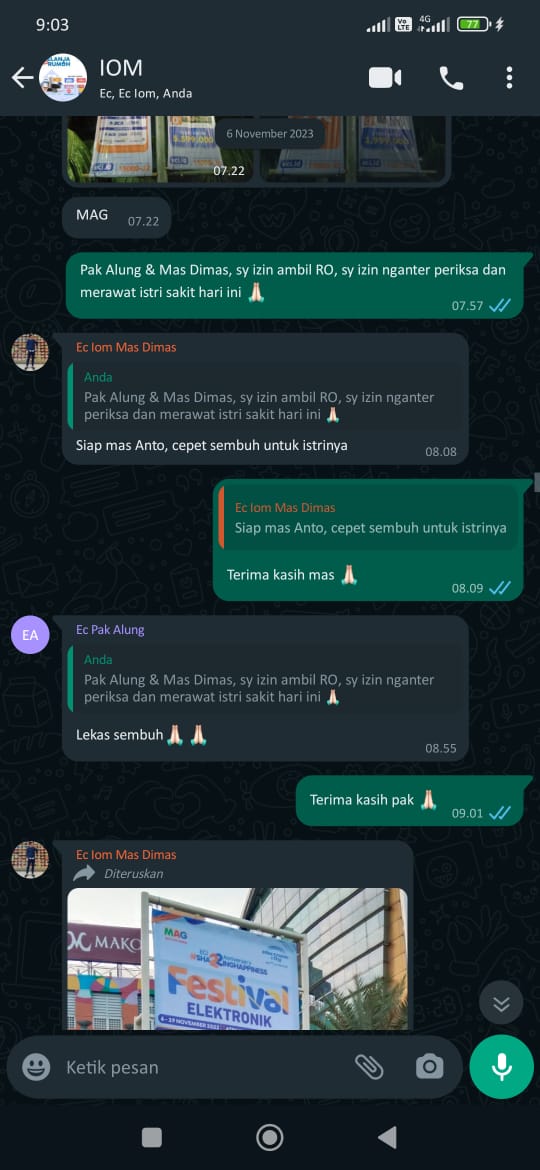 9:03
Vo LTE
4G
77
IOM
Ec, Ec Iom, Anda
6 November 2023
07.22
MAG
07.22
Pak Alung & Mas Dimas, sy izin ambil RO, sy izin nganter periksa dan
merawat istri sakit hari ini 🙏🏻
07.57
Ec Iom Mas Dimas
Anda
Pak Alung & Mas Dimas, sy izin ambil RO, sy izin nganter
periksa dan merawat istri sakit hari ini 🙏🏻
Siap mas Anto, cepet sembuh untuk istrinya
08.08
Ec Iom Mas Dimas
Siap mas Anto, cepet sembuh untuk istrinya
Terima kasih mas 🙏🏻
08.09
EA
Ec Pak Alung
Anda
Pak Alung & Mas Dimas, sy izin ambil RO, sy izin nganter
periksa dan merawat istri sakit hari ini 🙏🏻
Lekas sembuh 🙏🏻 🙏🏻
08.55
Terima kasih pak 🙏🏻
09.01
Ec Iom Mas Dimas
Diteruskan
MAG
Festival
ELEKTRONIK
Ketik pesan